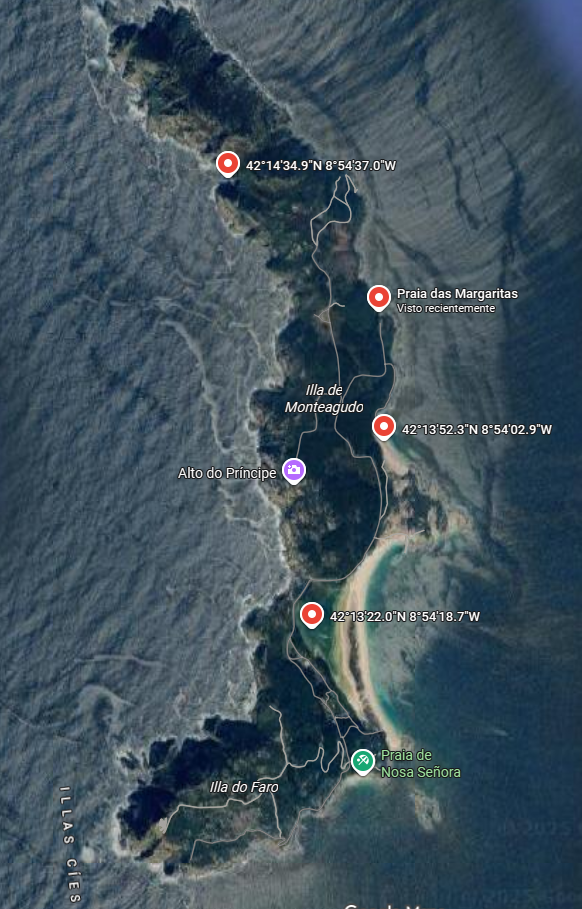 42°14'34.9"N 8°54'37.0"W
Praia das Margaritas
Visto recientemente
Illa de
Monteagudo
42°13'52.3"N 8°54'02.9"W
Alto do Príncipe
42°13'22.0"N 8°54'18.7"W
Praia de
Nosa Señora
Illa do Faro
ILLAS CÍES